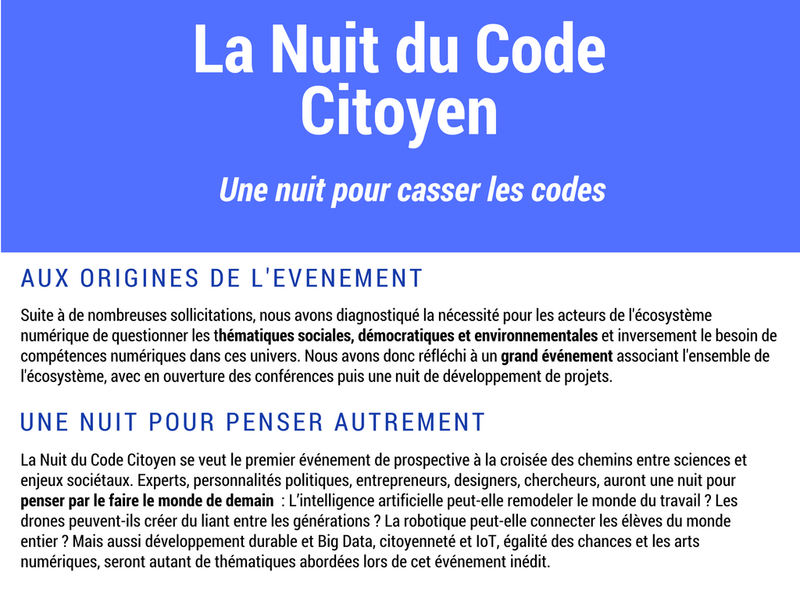 La Nuit du Code
Citoyen
Une nuit pour casser les codes
AUX ORIGINES DE L'EVENEMENT
Suite à de nombreuses sollicitations, nous avons diagnostiqué la nécessité pour les acteurs de l'écosystème
numérique de questionner les thématiques sociales, démocratiques et environnementales et inversement le besoin de
compétences numériques dans ces univers. Nous avons donc réfléchi à un grand événement associant l'ensemble de
l'écosystème, avec en ouverture des conférences puis une nuit de développement de projets.
UNE NUIT POUR PENSER AUTREMENT
La Nuit du Code Citoyen se veut le premier événement de prospective à la croisée des chemins entre sciences et
enjeux sociétaux. Experts, personnalités politiques, entrepreneurs, designers, chercheurs, auront une nuit pour
penser par le faire le monde de demain : L’intelligence artificielle peut-elle remodeler le monde du travail ? Les
drones peuvent-ils créer du liant entre les générations ? La robotique peut-elle connecter les élèves du monde
entier ? Mais aussi développement durable et Big Data, citoyenneté et IoT, égalité des chances et les arts
numériques, seront autant de thématiques abordées lors de cet événement inédit.